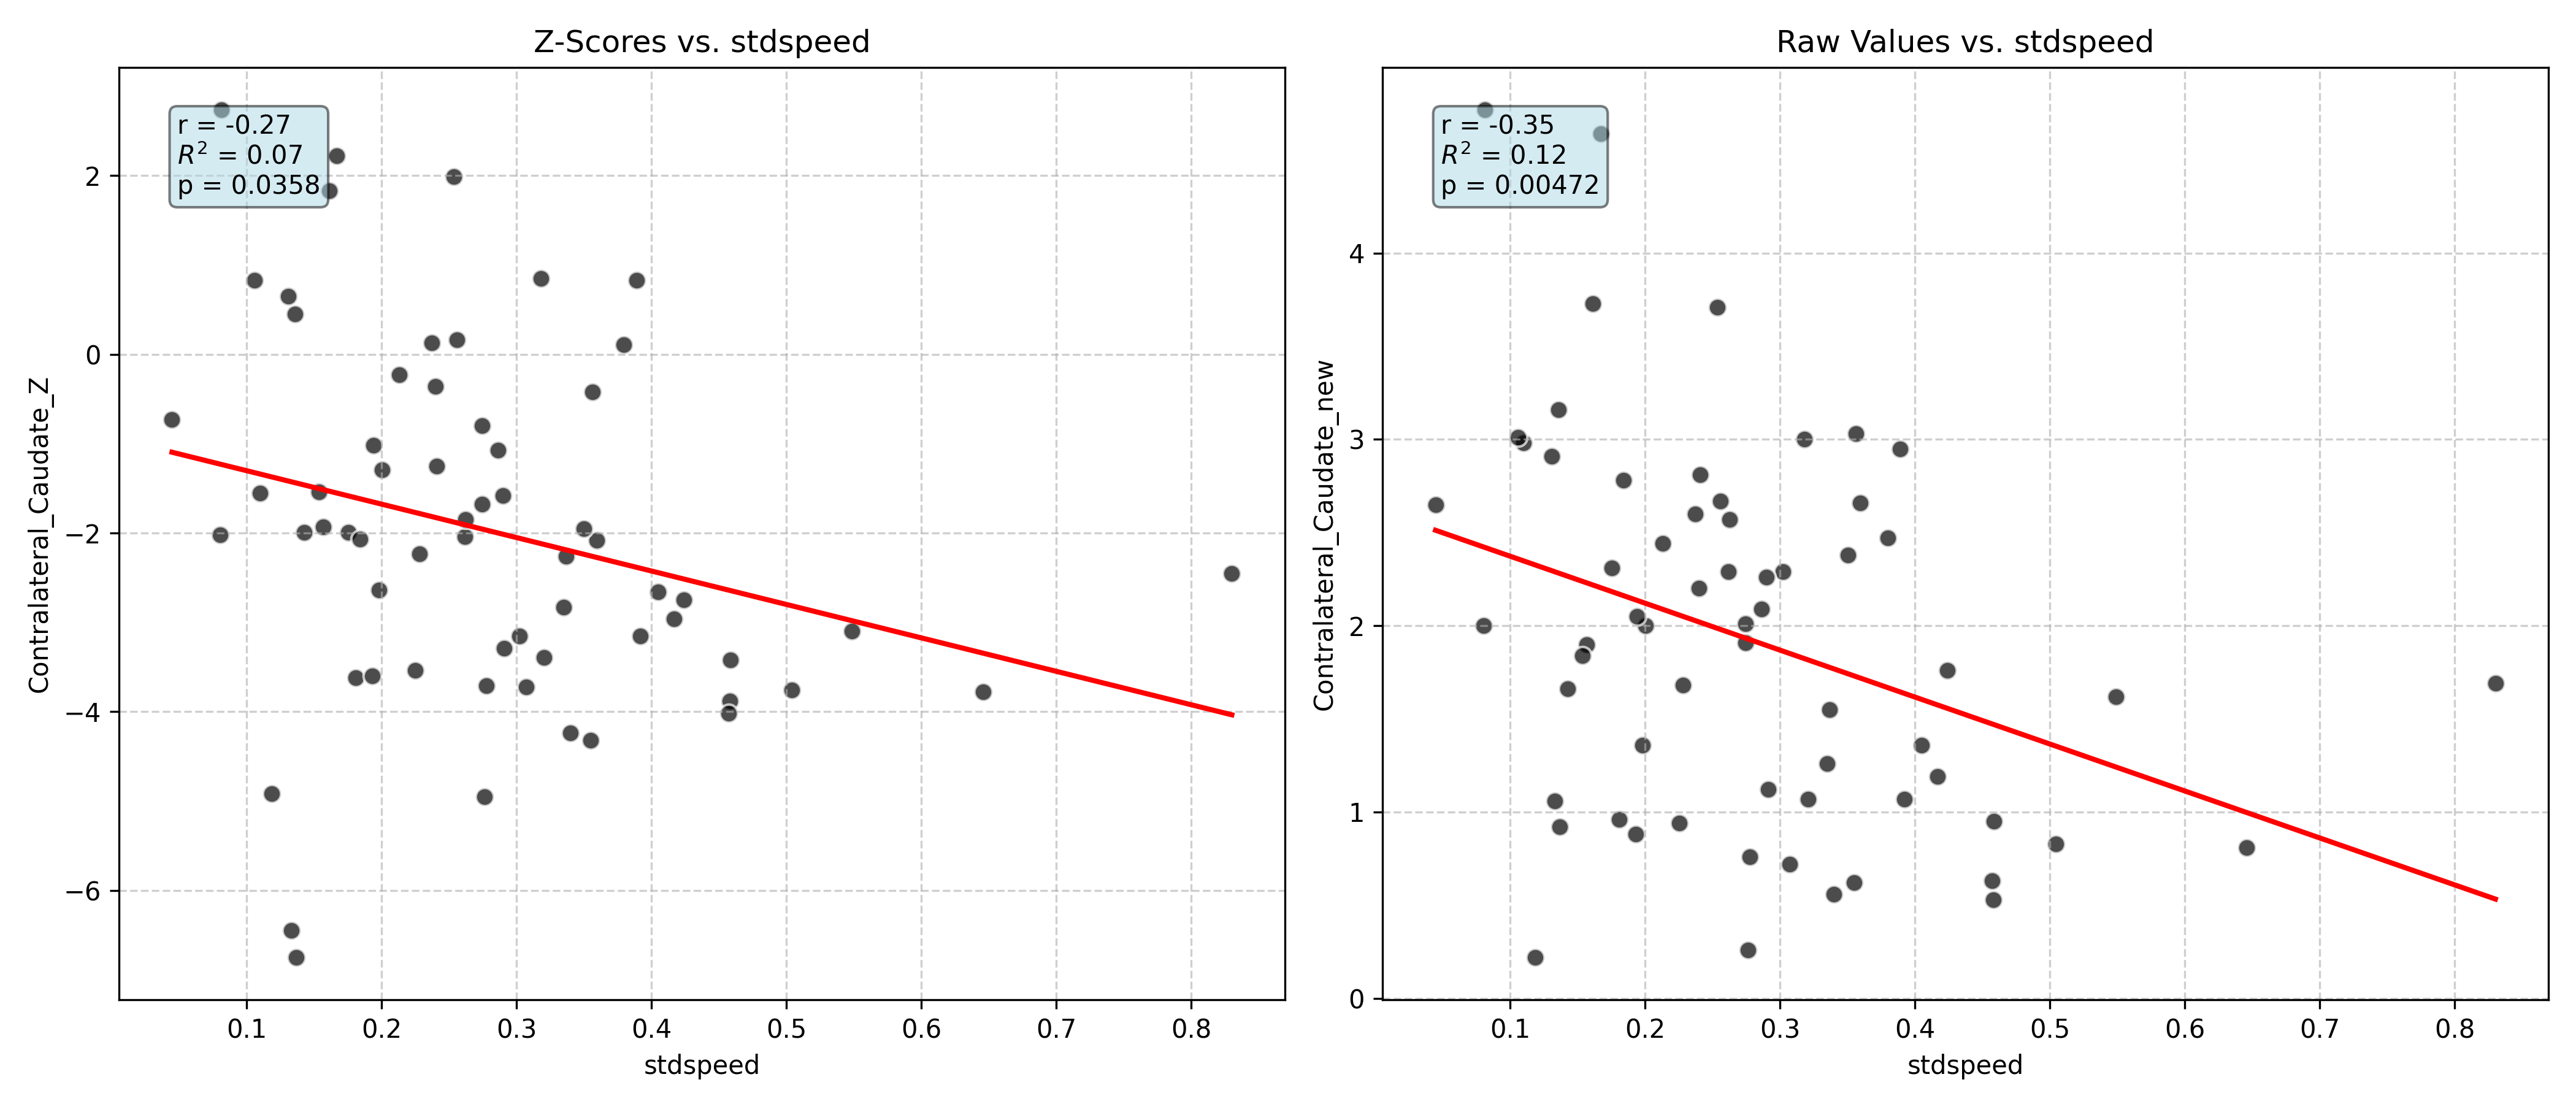 Z-Scores vs. stdspeed
r = -0.27
R² = 0.07
p = 0.0358
Contralateral_Caudate_Z
2
0
−2
−4
−6
0.1 0.2 0.3 0.4 0.5 0.6 0.7 0.8
stdspeed
Raw Values vs. stdspeed
r = -0.35
R² = 0.12
p = 0.00472
Contralateral_Caudate_new
4
3
2
1
0
0.1 0.2 0.3 0.4 0.5 0.6 0.7 0.8
stdspeed